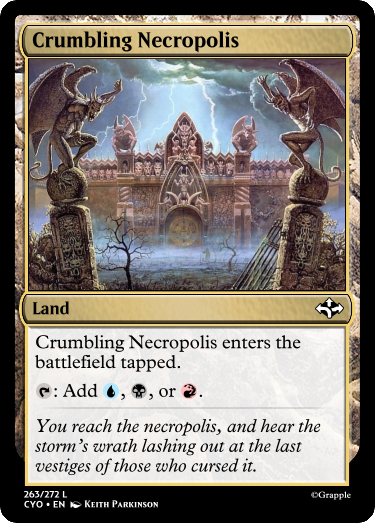 Crumbling Necropolis
Land
Crumbling Necropolis enters the
battlefield tapped.
: Add , , or .
You reach the necropolis, and hear the
storm's wrath lashing out at the last
vestiges of those who cursed it.
263/272 L
CYO • EN Keith Parkinson
©Grapple